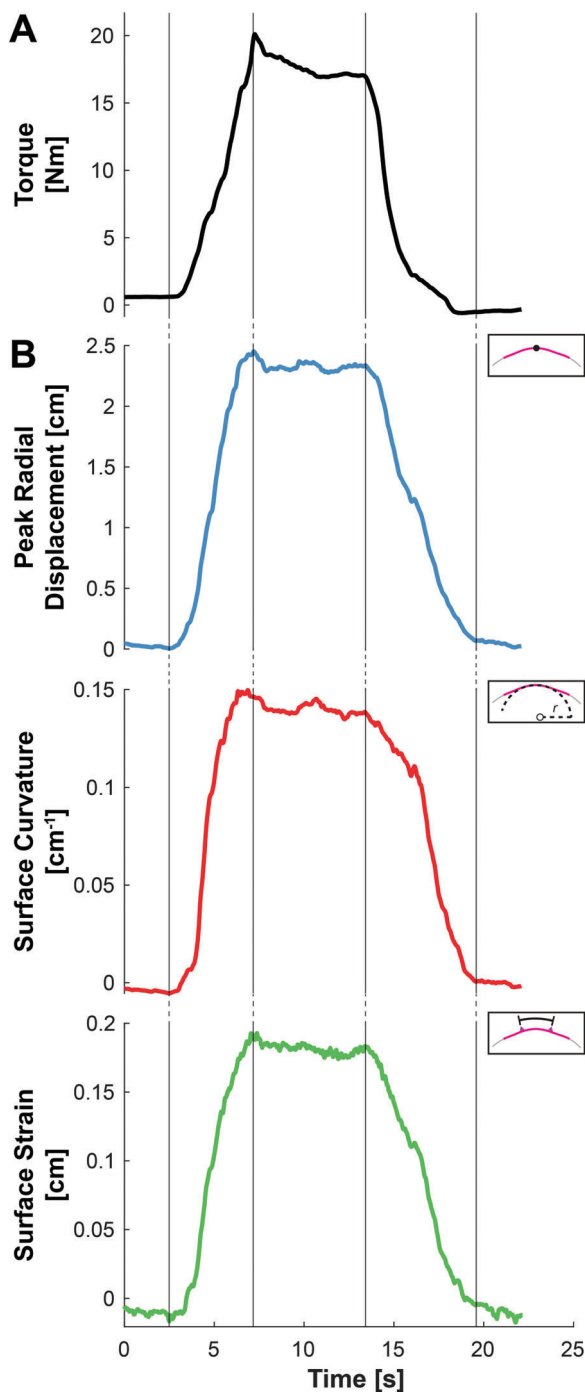 A
20
15
10
5
0
Torque
[Nm]
B
2.5
2
1.5
1
0.5
0
Peak Radial
Displacement [cm]
0.15
0.1
0.05
0
Surface Curvature
[cm-1]
r
0.2
0.15
0.1
0.05
0
Surface Strain
[cm]
0 5 10 15 20 25
Time [s]